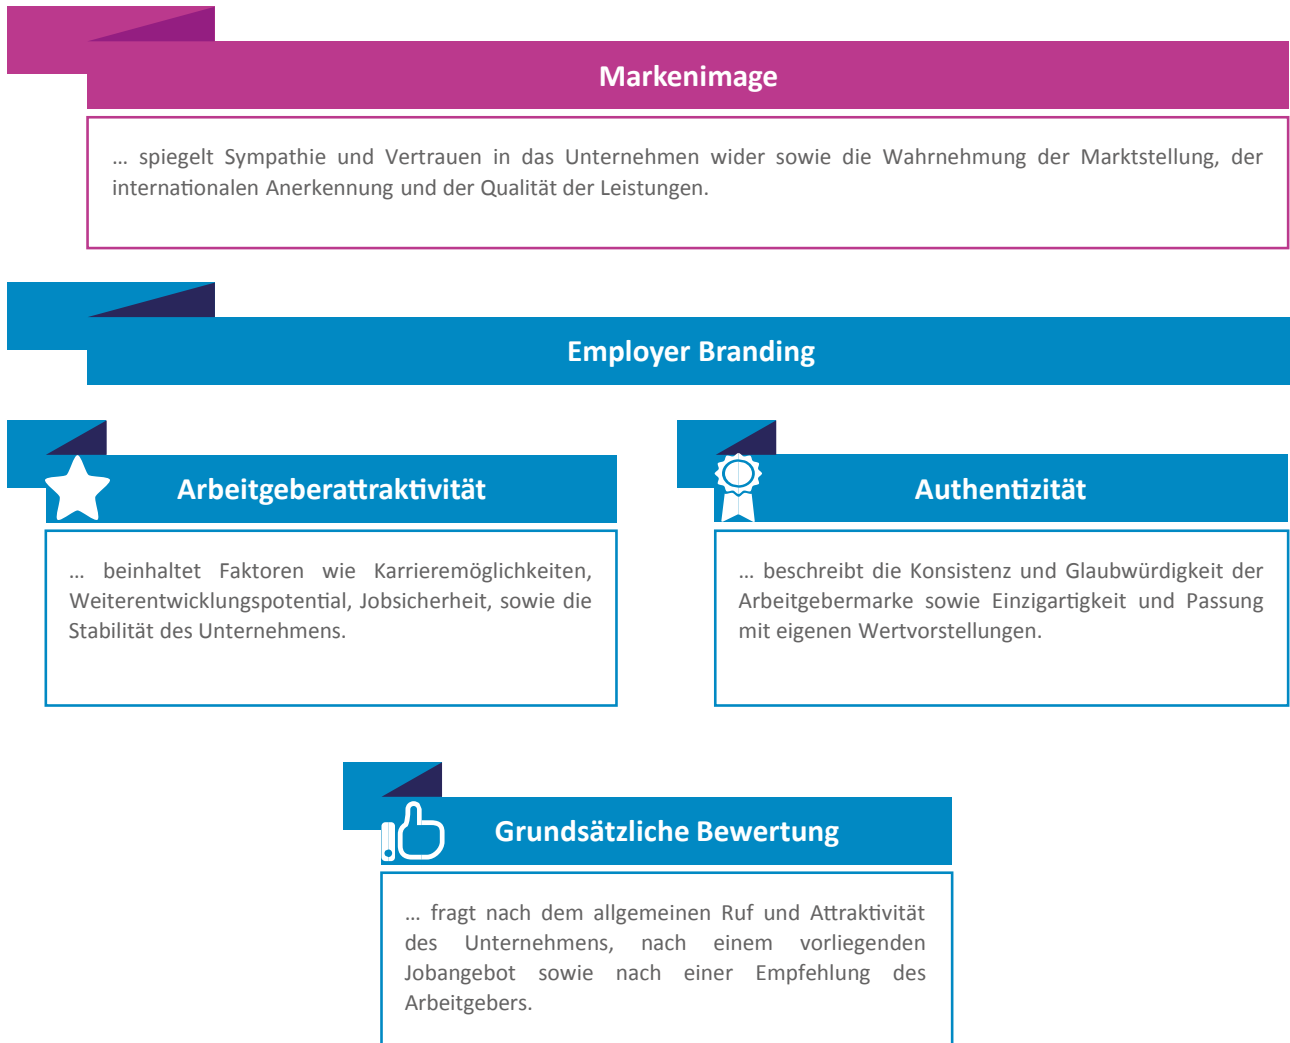 Markenimage
… spiegelt Sympathie und Vertrauen in das Unternehmen wider sowie die Wahrnehmung der Marktstellung, der
internationalen Anerkennung und der Qualität der Leistungen.
Employer Branding
Arbeitgeberattraktivität
… beinhaltet Faktoren wie Karrieremöglichkeiten,
Weiterentwicklungspotential, Jobsicherheit, sowie die
Stabilität des Unternehmens.
Authentizität
… beschreibt die Konsistenz und Glaubwürdigkeit der
Arbeitgebermarke sowie Einzigartigkeit und Passung
mit eigenen Wertvorstellungen.
Grundsätzliche Bewertung
… fragt nach dem allgemeinen Ruf und Attraktivität
des Unternehmens, nach einem vorliegenden
Jobangebot sowie nach einer Empfehlung des
Arbeitgebers.